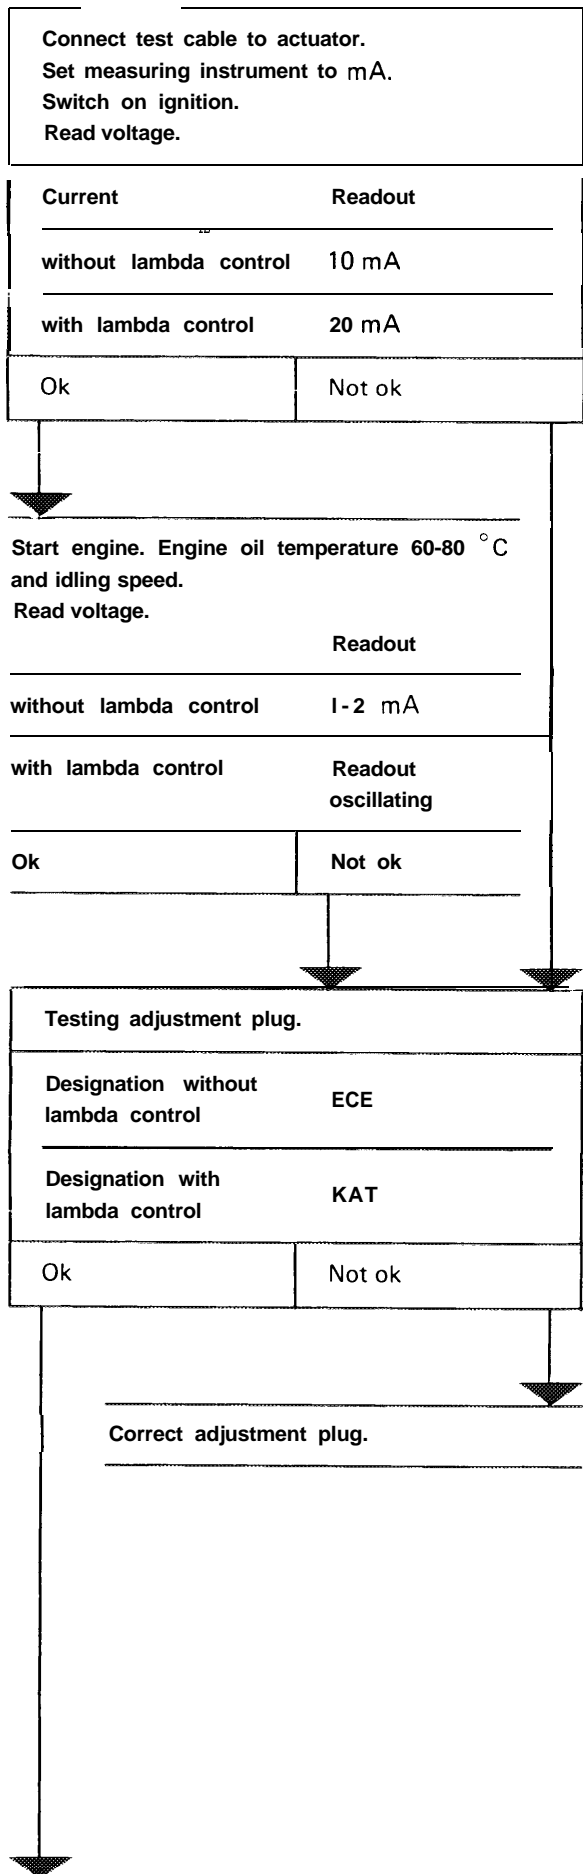 Connect test cable to actuator.
Set measuring instrument to mA.
Switch on ignition.
Read voltage.
Current Readout
without lambda control 10 mA
with lambda control 20 mA
Ok Not ok
Start engine. Engine oil temperature 60-80 °C
and idling speed.
Read voltage.
Readout
without lambda control I-2 mA
with lambda control Readout
oscillating
Ok Not ok
Testing adjustment plug.
Designation without
lambda control ECE
Designation with
lambda control KAT
Ok Not ok
Correct adjustment plug.